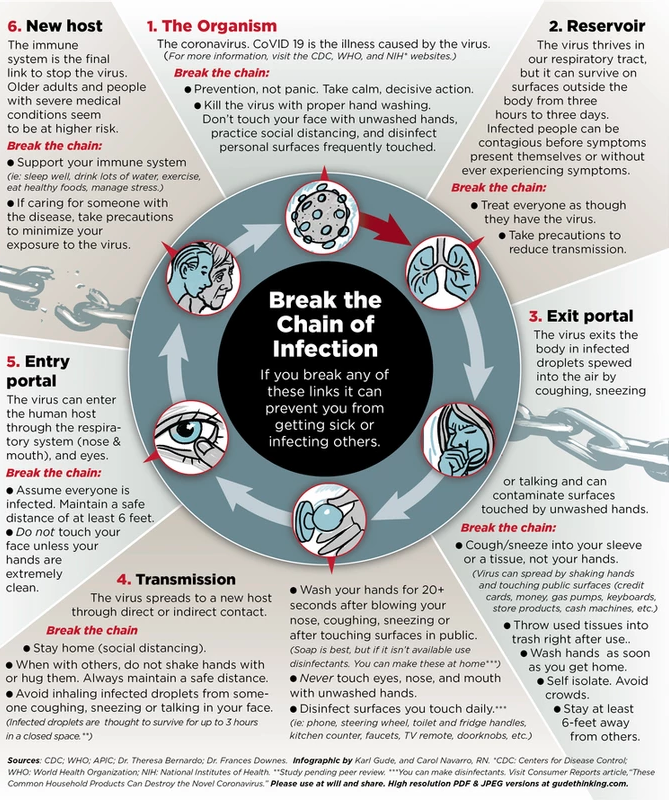 1. The Organism
The coronavirus. CoVID 19 is the illness caused by the virus.
(For more information, visit the CDC, WHO, and NIH* websites.)
Break the chain:
● Prevention, not panic. Take calm, decisive action.
● Kill the virus with proper hand washing.
Don't touch your face with unwashed hands,
practice social distancing, and disinfect
personal surfaces frequently touched.
2. Reservoir
The virus thrives in
our respiratory tract,
but it can survive on
surfaces outside the
body from three
hours to three days.
Infected people can be
contagious before symptoms
present themselves or without
ever experiencing symptoms.
Break the chain:
● Treat everyone as though
they have the virus.
● Take precautions to
reduce transmission.
3. Exit portal
The virus exits the
body in infected
droplets spewed
into the air by
coughing, sneezing
or talking and can
contaminate surfaces
touched by unwashed hands.
Break the chain:
● Cough/sneeze into your sleeve
or a tissue, not your hands.
(Virus can spread by shaking hands
and touching public surfaces (credit
cards, money, gas pumps, keyboards,
store products, cash machines, etc.)
● Throw used tissues into
trash right after use..
● Wash hands as soon
as you get home.
● Self isolate. Avoid
crowds.
● Stay at least
6-feet away
from others.
4. Transmission
The virus spreads to a new host
through direct or indirect contact.
Break the chain
● Stay home (social distancing).
● When with others, do not shake hands with
or hug them. Always maintain a safe distance.
● Avoid inhaling infected droplets from some-
one coughing, sneezing or talking in your face.
(Infected droplets are thought to survive for up to 3 hours
in a closed space.**)
● Wash your hands for 20+
seconds after blowing your
nose, coughing, sneezing or
after touching surfaces in public.
(Soap is best, but if it isn't available use
disinfectants. You can make these at home***)
● Never touch eyes, nose, and mouth
with unwashed hands.
● Disinfect surfaces you touch daily.***
(ie: phone, steering wheel, toilet and fridge handles,
kitchen counter, faucets, TV remote, doorknobs, etc.)
5. Entry
portal
The virus can enter
the human host
through the respira-
tory system (nose &
mouth), and eyes.
Break the chain:
● Assume everyone is
infected. Maintain a safe
distance of at least 6 feet.
● Do not touch your
face unless your
hands are
extremely
clean.
6. New host
The immune
system is the final
link to stop the virus.
Older adults and people
with severe medical
conditions seem
to be at higher risk.
Break the chain:
● Support your immune system
(ie: sleep well, drink lots of water, exercise,
eat healthy foods, manage stress.)
● If caring for someone with
the disease, take precautions
to minimize your
exposure to the virus.
Break the
Chain of
Infection
If you break any of
these links it can
prevent you from
getting sick or
infecting others.
Sources: CDC; WHO; APIC; Dr. Theresa Bernardo; Dr. Frances Downes. Infographic by Karl Gude, and Carol Navarro, RN. *CDC: Centers for Disease Control;
WHO: World Health Organization; NIH: National Institutes of Health. **Study pending peer review. ***You can make disinfectants. Visit Consumer Reports article,"These
Common Household Products Can Destroy the Novel Coronavirus." Please use at will and share. High resolution PDF & JPEG versions at gudethinking.com.